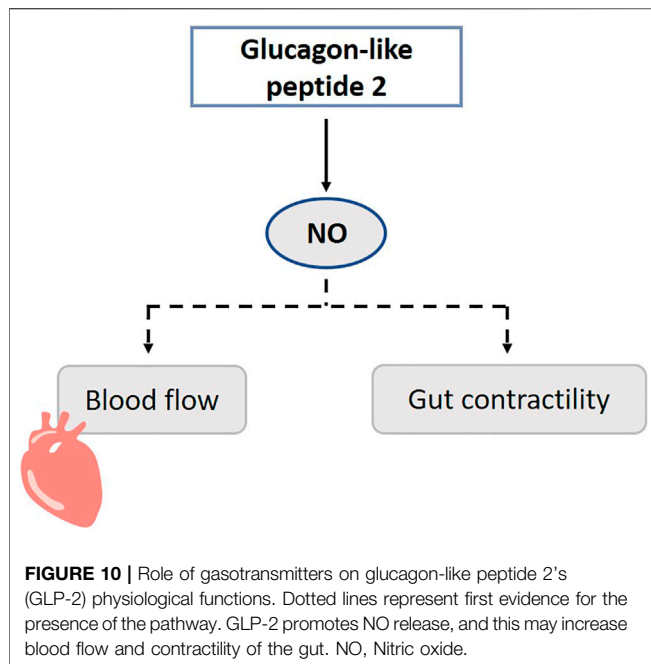 Glucagon-like
peptide 2
NO
Blood flow
Gut contractility
FIGURE 10 | Role of gasotransmitters on glucagon-like peptide 2’s
(GLP-2) physiological functions. Dotted lines represent first evidence for the
presence of the pathway. GLP-2 promotes NO release, and this may increase
blood flow and contractility of the gut. NO, Nitric oxide.